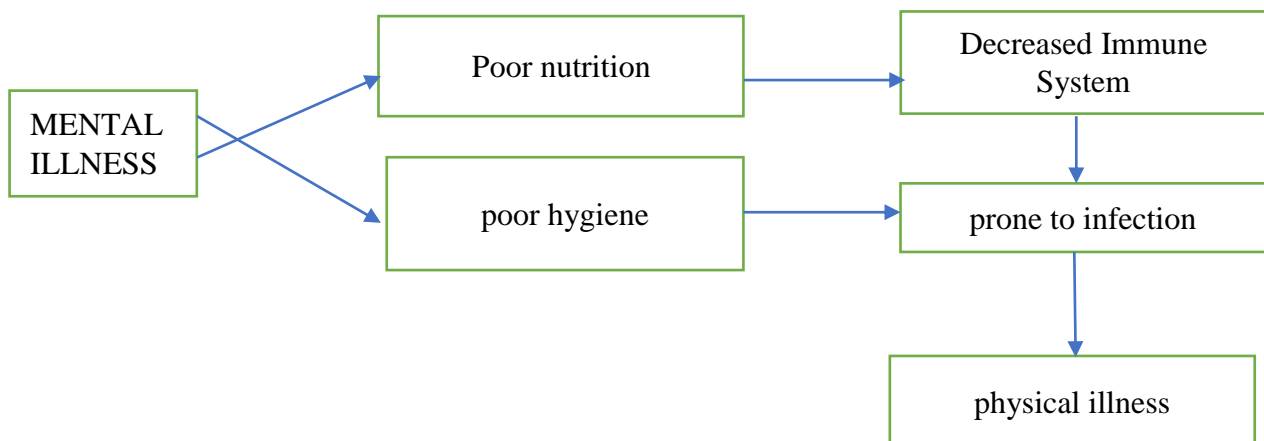 MENTAL
ILLNESS
Poor nutrition
Decreased Immune
System
poor hygiene
prone to infection
physical illness